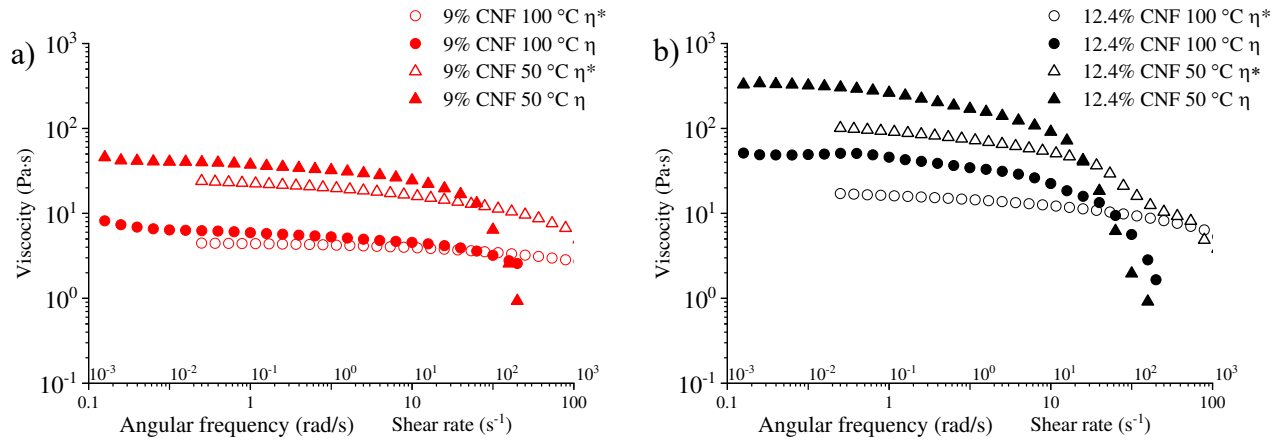 a)
9% CNF 100 °C η*
9% CNF 100 °C η
9% CNF 50 °C η*
9% CNF 50 °C η
Viscocity (Pa·s)
10³
10²
10¹
10⁰
10⁻¹
10⁻³ 10⁻² 10⁻¹ 10⁰ 10¹ 10² 10³
0.1 1 10 100
Angular frequency (rad/s) Shear rate (s⁻¹)
b)
12.4% CNF 100 °C η*
12.4% CNF 100 °C η
12.4% CNF 50 °C η*
12.4% CNF 50 °C η
Viscocity (Pa·s)
10³
10²
10¹
10⁰
10⁻¹
10⁻³ 10⁻² 10⁻¹ 10⁰ 10¹ 10² 10³
0.1 1 10 100
Angular frequency (rad/s) Shear rate (s⁻¹)